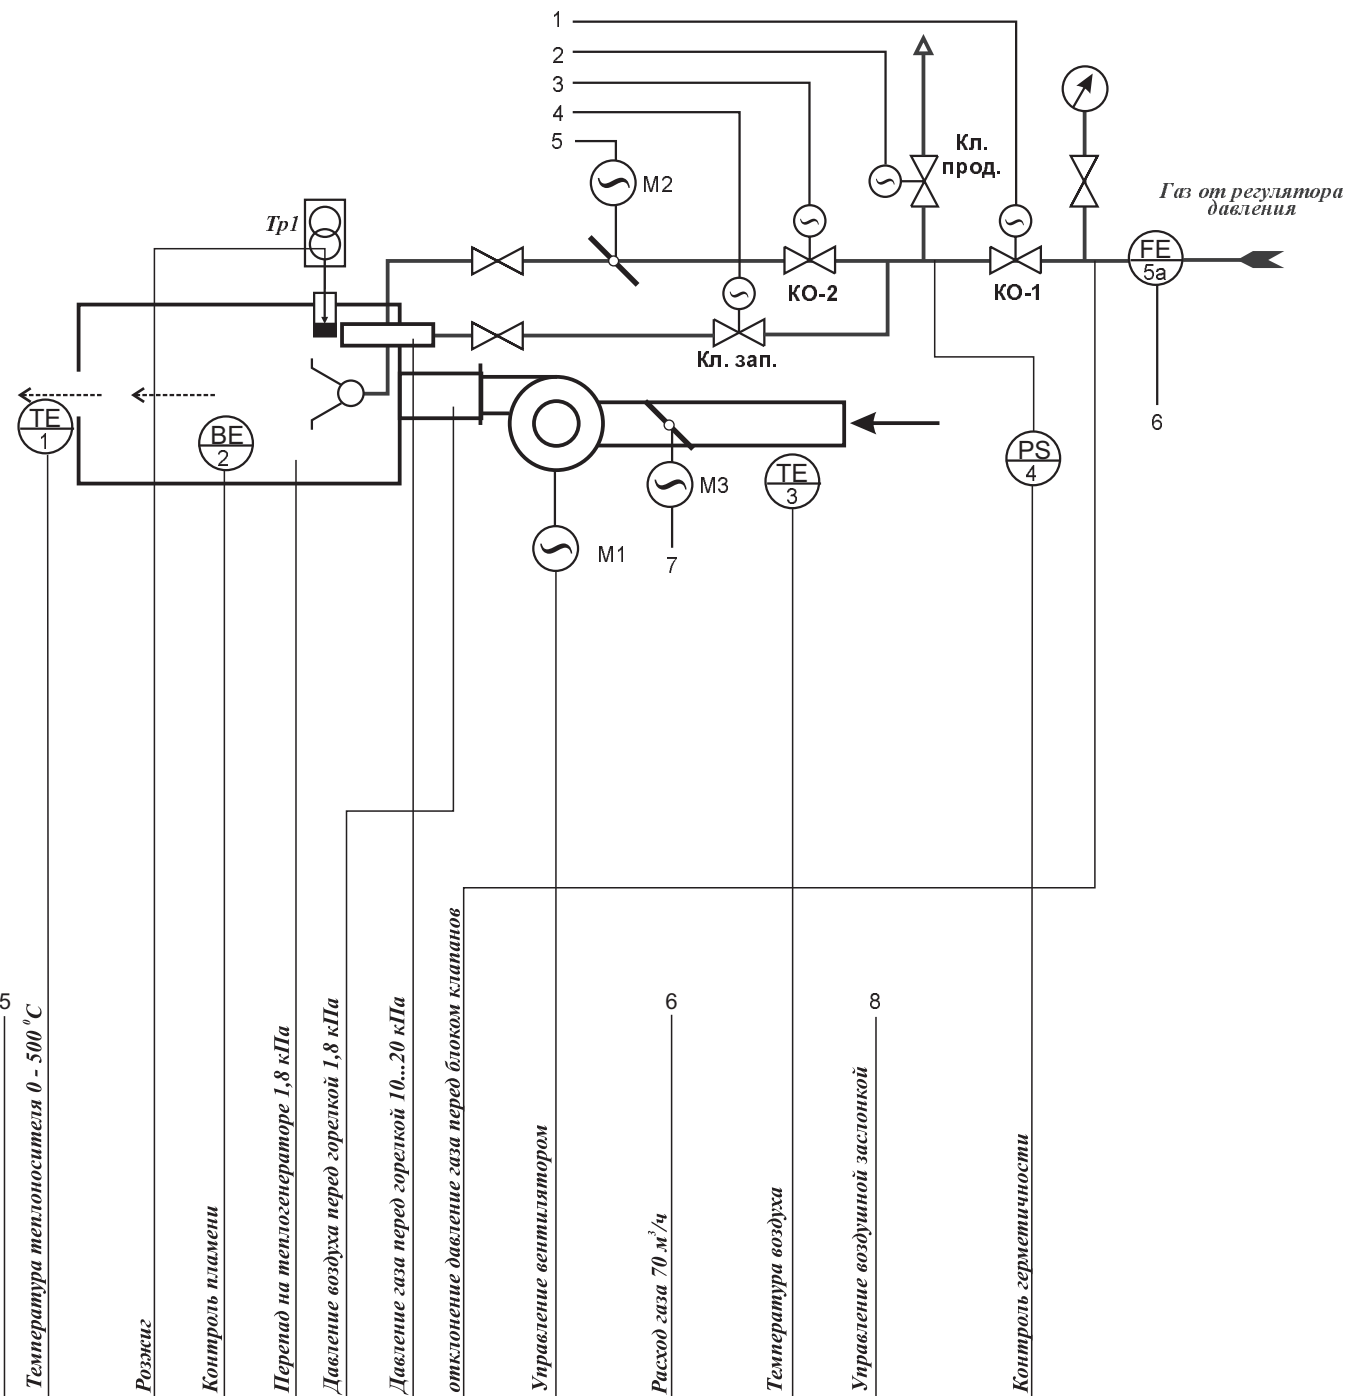 1
2
3
4
5
М2
Кл.
прод.
Газ от регулятора
давления
Тр1
FE
5а
КО-2
КО-1
Кл. зап.
TE
1
BE
2
6
PS
4
TE
3
М3
М1
7
5
Температура теплоносителя 0 - 500 ⁰С
Розжиг
Контроль пламени
Перепад на теплогенераторе 1,8 кПа
Давление воздуха перед горелкой 1,8 кПа
Давление газа перед горелкой 10...20 кПа
отклонение давление газа перед блоком клапанов
Управление вентилятором
6
Расход газа 70 м³/ч
Температура воздуха
8
Управление воздушной заслонкой
Контроль герметичности